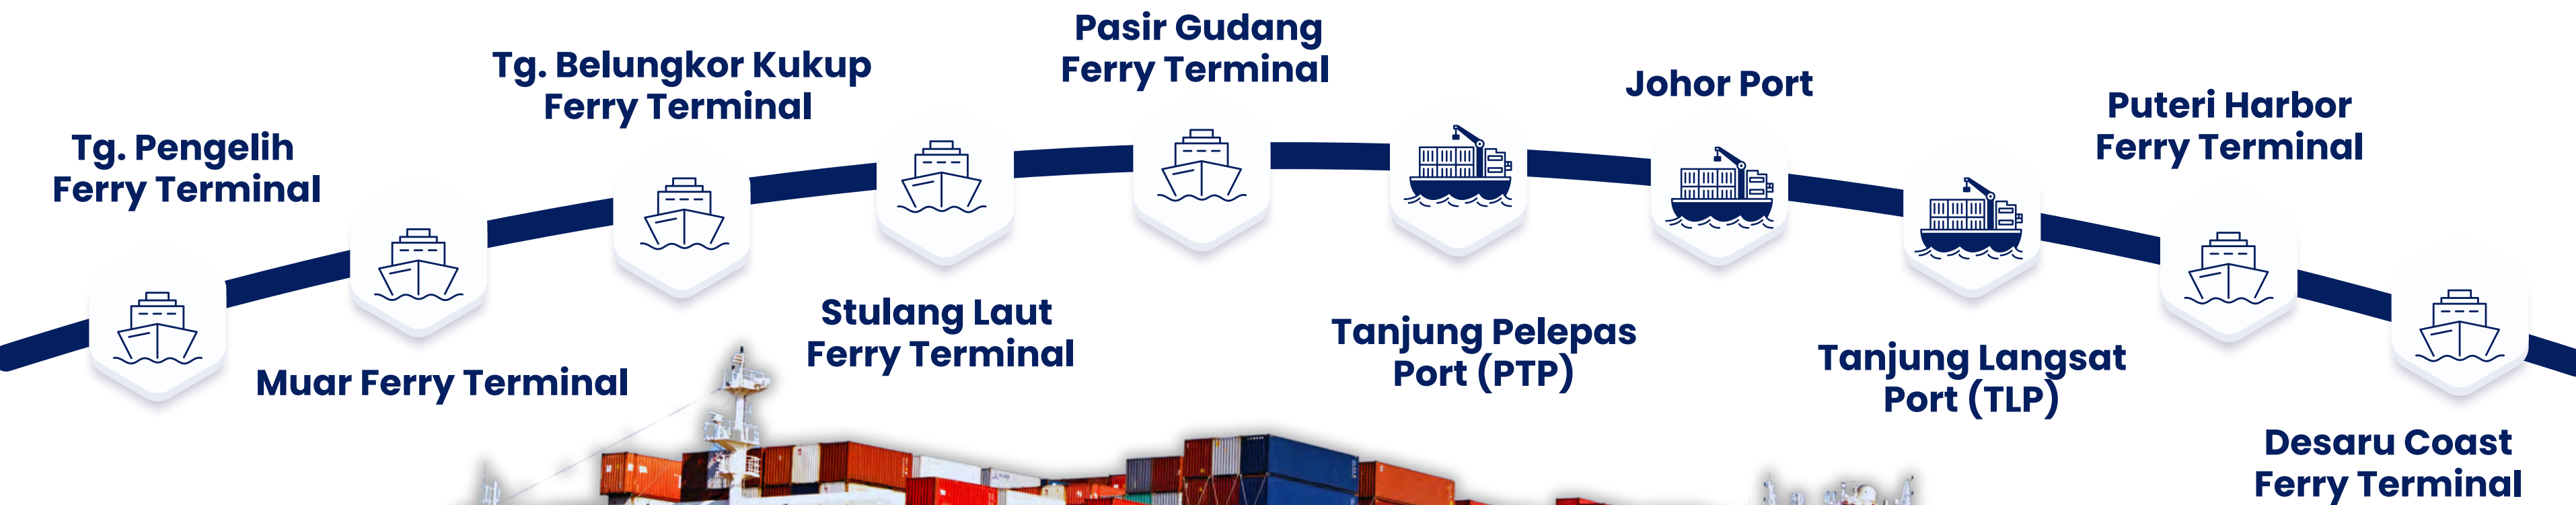 Tg. Pengelih
Ferry Terminal
Muar Ferry Terminal
Tg. Belungkor Kukup
Ferry Terminal
Stulang Laut
Ferry Terminal
Pasir Gudang
Ferry Terminal
Tanjung Pelepas
Port (PTP)
Johor Port
Tanjung Langsat
Port (TLP)
Puteri Harbor
Ferry Terminal
Desaru Coast
Ferry Terminal